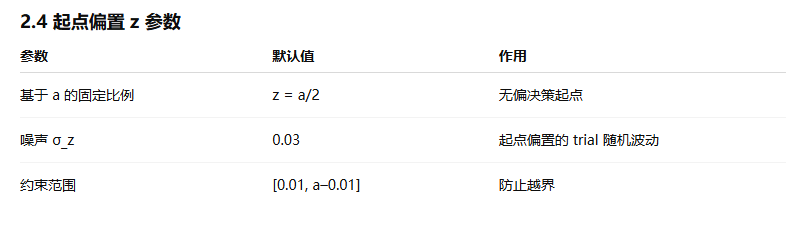 2.4 起点偏置 z 参数
参数 默认值 作用
基于 a 的固定比例 z = a/2 无偏决策起点
噪声 σ_z 0.03 起点偏置的 trial 随机波动
约束范围 [0.01, a–0.01] 防止越界